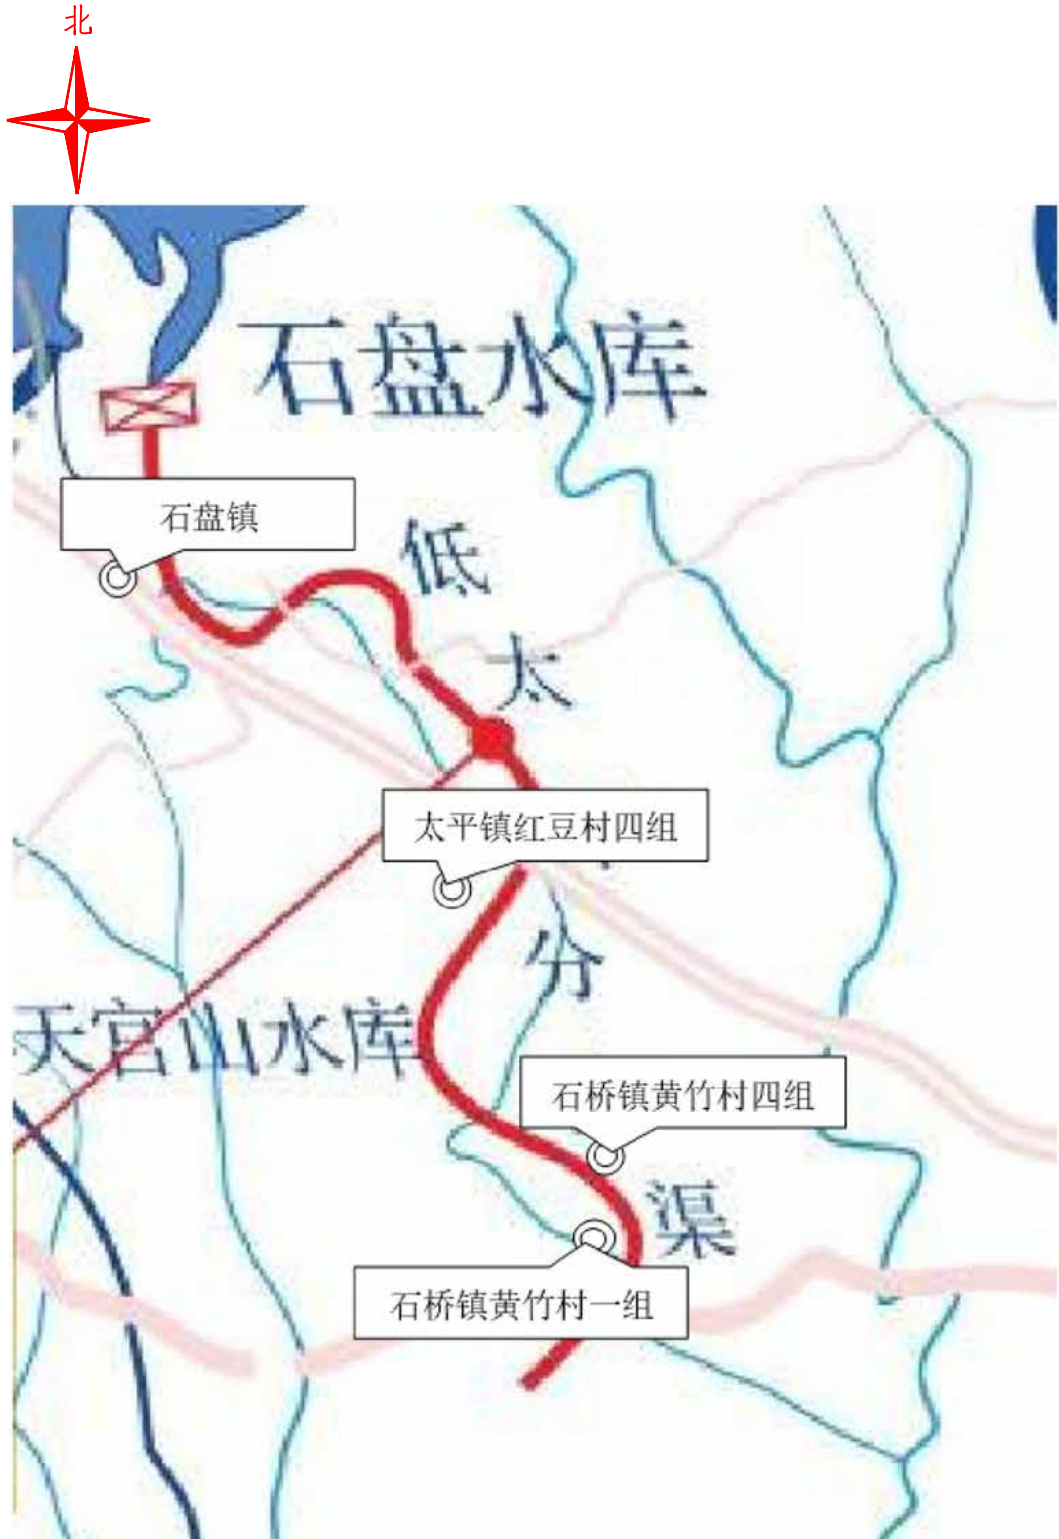 北
石盘水库
石盘镇
低
太
太平镇红豆村四组
分
天宫山水库
石桥镇黄竹村四组
渠
石桥镇黄竹村一组